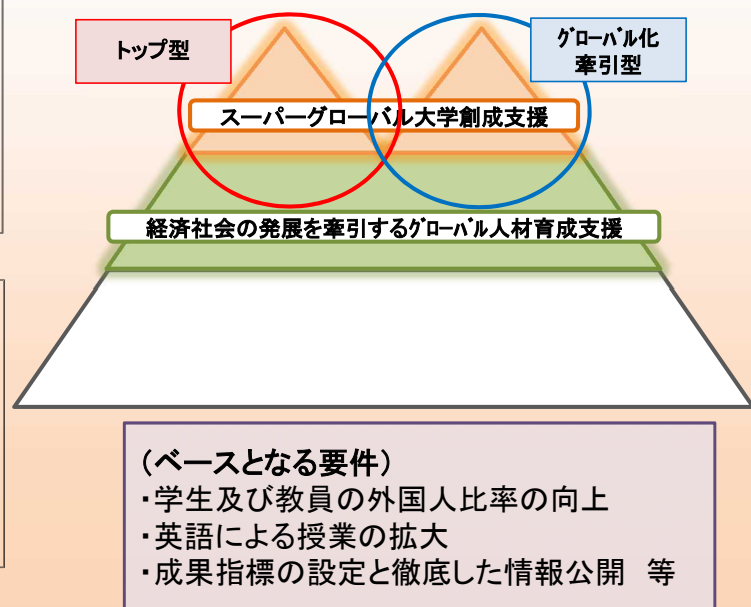 トップ型
グローバル化
牽引型
スーパーグローバル大学創成支援
経済社会の発展を牽引するグローバル人材育成支援
(ベースとなる要件)
・学生及び教員の外国人比率の向上
・英語による授業の拡大
・成果指標の設定と徹底した情報公開 等